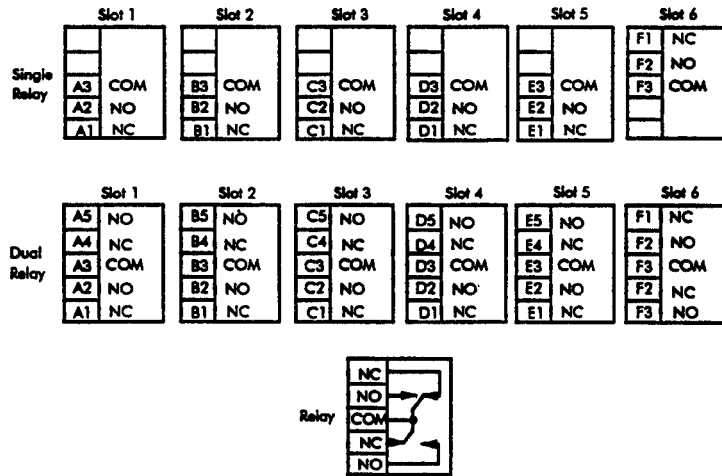 Slot 1 Slot 2 Slot 3 Slot 4 Slot 5 Slot 6
F1 NC
F2 NO
Single Relay
A3 COM B3 COM C3 COM D3 COM E3 COM F3 COM
A2 NO B2 NO C2 NO D2 NO E2 NO
A1 NC B1 NC C1 NC D1 NC E1 NC
Slot 1 Slot 2 Slot 3 Slot 4 Slot 5 Slot 6
A5 NO B5 NO C5 NO D5 NO E5 NO F1 NC
A4 NC B4 NC C4 NC D4 NC E4 NC F2 NO
Dual Relay
A3 COM B3 COM C3 COM D3 COM E3 COM F3 COM
A2 NO B2 NO C2 NO D2 NO E2 NO F2 NC
A1 NC B1 NC C1 NC D1 NC E1 NC F3 NO
NC
NO
Relay COM
NC
NO